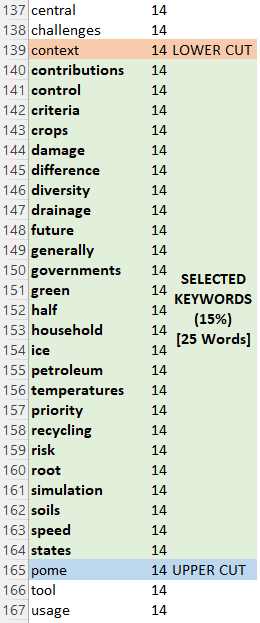 137 central 14
138 challenges 14
139 context 14 LOWER CUT
140 contributions 14
141 control 14
142 criteria 14
143 crops 14
144 damage 14
145 difference 14
146 diversity 14
147 drainage 14
148 future 14
149 generally 14
150 governments 14
151 green 14
152 half 14
153 household 14
154 ice 14
155 petroleum 14
156 temperatures 14
157 priority 14
158 recycling 14
159 risk 14
160 root 14
161 simulation 14
162 soils 14
163 speed 14
164 states 14
165 pome 14 UPPER CUT
166 tool 14
167 usage 14
SELECTED
KEYWORDS
(15%)
[25 Words]